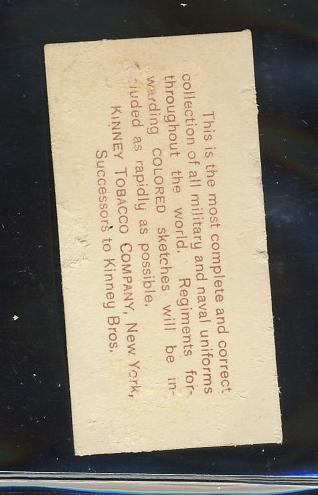 This is the most complete and correct
collection of all military and naval uniforms
throughout the world. Regiments for-
warding COLORED sketches will be in-
cluded as rapidly as possible.
KINNEY TOBACCO COMPANY, NEW YORK,
Successors to Kinney Bros.